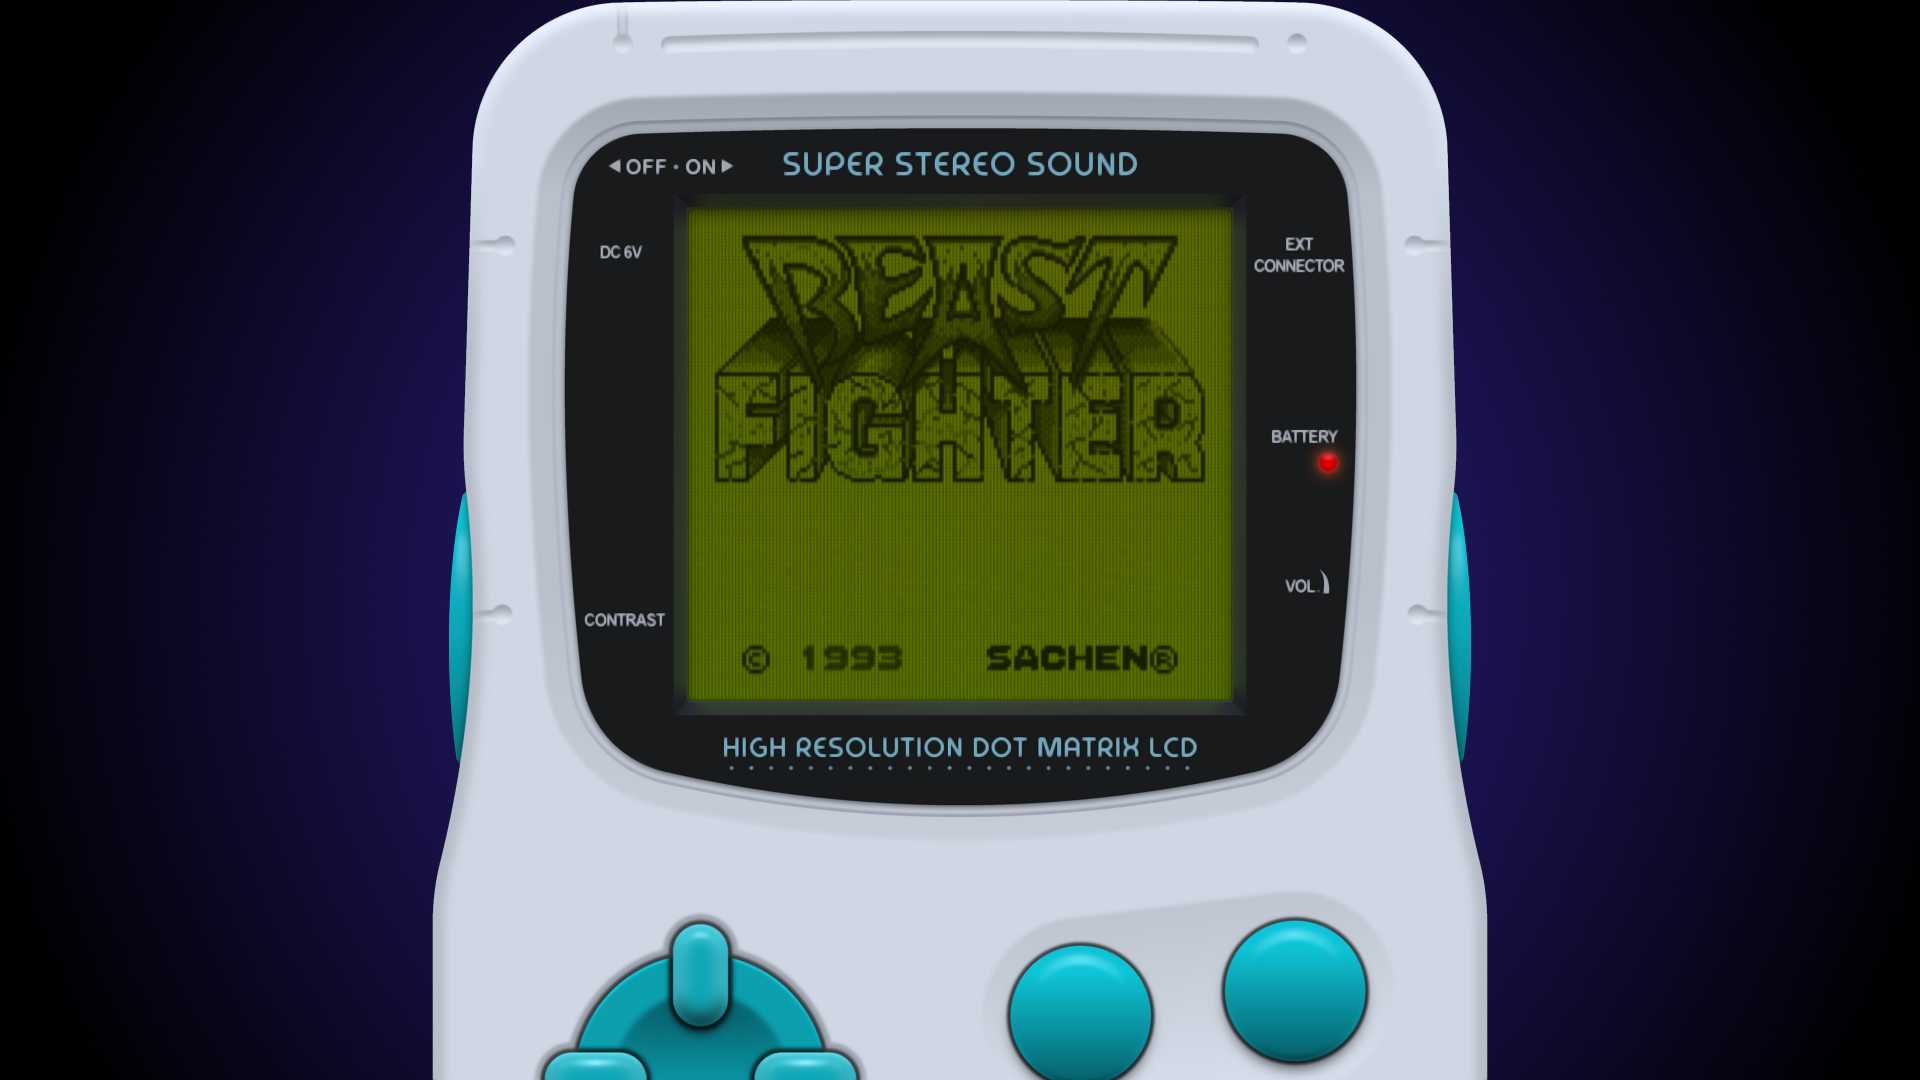 ◀OFF · ON▶
SUPER STEREO SOUND
DC 6V
EXT
CONNECTOR
BEAST
FIGHTER
BATTERY
VOL.
CONTRAST
© 1993 SACHEN®
HIGH RESOLUTION DOT MATRIX LCD